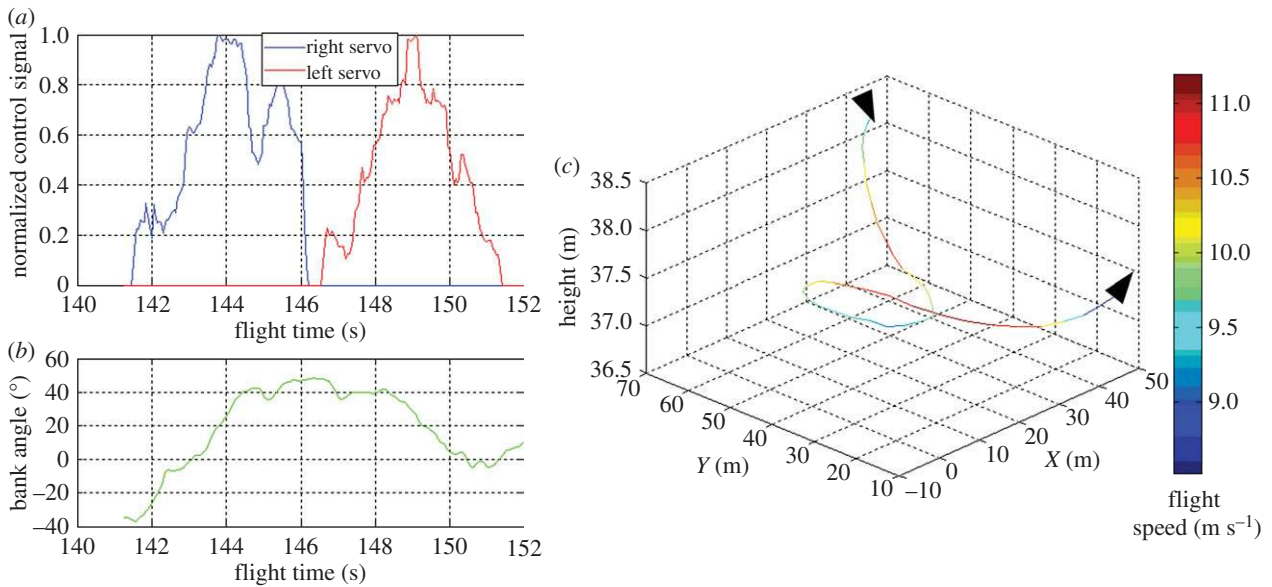 (a)
normalized control signal
1.0
0.8
0.6
0.4
0.2
0
right servo
left servo
140 142 144 146 148 150 152
flight time (s)
(b)
bank angle (°)
60
40
20
0
−20
−40
140 142 144 146 148 150 152
flight time (s)
(c)
height (m)
38.5
38.0
37.5
37.0
36.5
70 60 50 40 30 20 10
Y (m)
−10 0 10 20 30 40 50
X (m)
11.0
10.5
10.0
9.5
9.0
flight
speed (m s⁻¹)